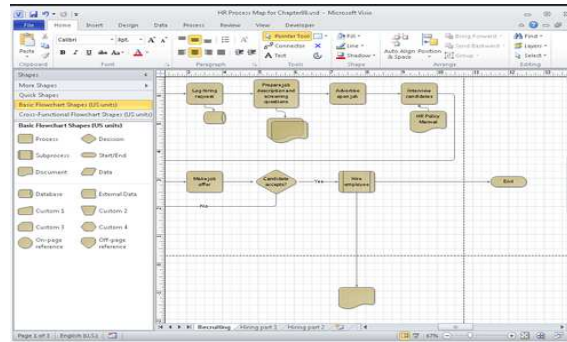 HR Process Map for Chapter08.vsd - Microsoft Visio
File Home Insert Design Data Process Review View Developer
Paste
Calibri 8pt.
Pointer Tool
Connector
Text
Fill
Line
Shadow
Auto Align & Space
Position
Bring Forward
Send Backward
Group
Find
Layers
Select
Clipboard Font Paragraph Tools Shape Arrange Editing
Shapes
More Shapes
Quick Shapes
Basic Flowchart Shapes (US units)
Cross-Functional Flowchart Shapes (US units)
Basic Flowchart Shapes (US units)
Process Decision
Subprocess Start/End
Document Data
Database External Data
Custom 1 Custom 2
Custom 3 Custom 4
On-page reference
Off-page reference
Log hiring
request
Prepare job
description and
screening
questions
Advertise
open job
Interview
candidates
HR Policy
Manual
Make job
offer
Candidate
accepts?
Yes
Hire
employee
End
No
Recruiting Hiring part 1 Hiring part 2
Page 1 of 3 English (U.S.) 67%